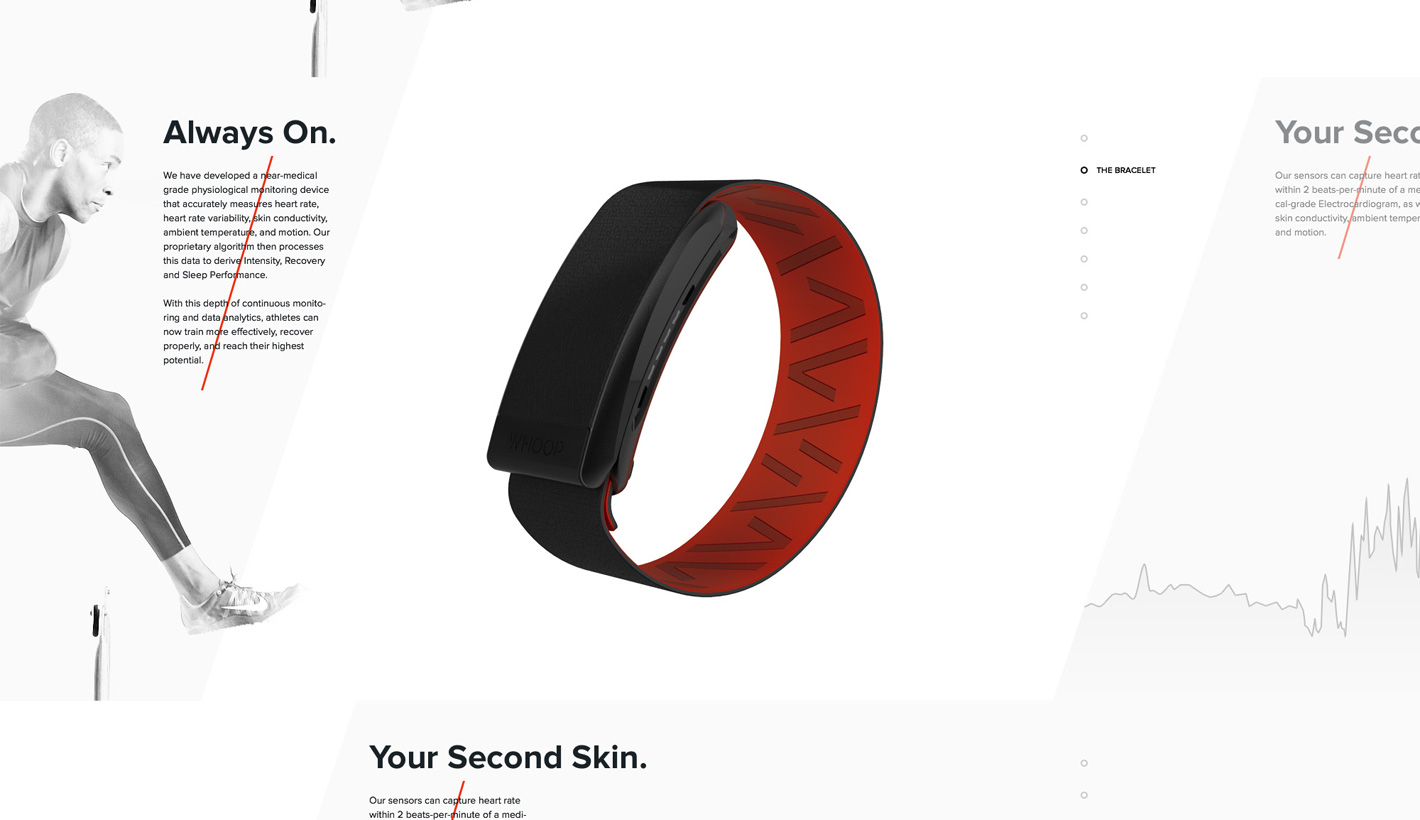 Always On.
We have developed a near-medical
grade physiological monitoring device
that accurately measures heart rate,
heart rate variability, skin conductivity,
ambient temperature, and motion. Our
proprietary algorithm then processes
this data to derive Intensity, Recovery
and Sleep Performance.
With this depth of continuous monito-
ring and data analytics, athletes can
now train more effectively, recover
properly, and reach their highest
potential.
WHOOP
THE BRACELET
Your Seco
Our sensors can capture heart rat
within 2 beats-per-minute of a me
cal-grade Electrocardiogram, as w
skin conductivity, ambient temper
and motion.
Your Second Skin.
Our sensors can capture heart rate
within 2 beats-per-minute of a medi-